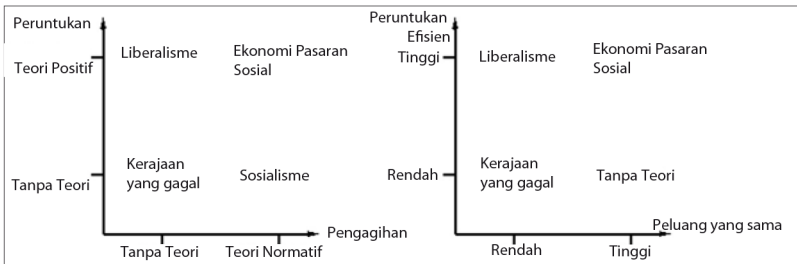 Peruntukan
Teori Positif
Liberalisme
Ekonomi Pasaran
Sosial
Tanpa Teori
Kerajaan
yang gagal
Sosialisme
Pengagihan
Tanpa Teori
Teori Normatif
Peruntukan
Efisien
Tinggi
Liberalisme
Ekonomi Pasaran
Sosial
Rendah
Kerajaan
yang gagal
Tanpa Teori
Peluang yang sama
Rendah
Tinggi